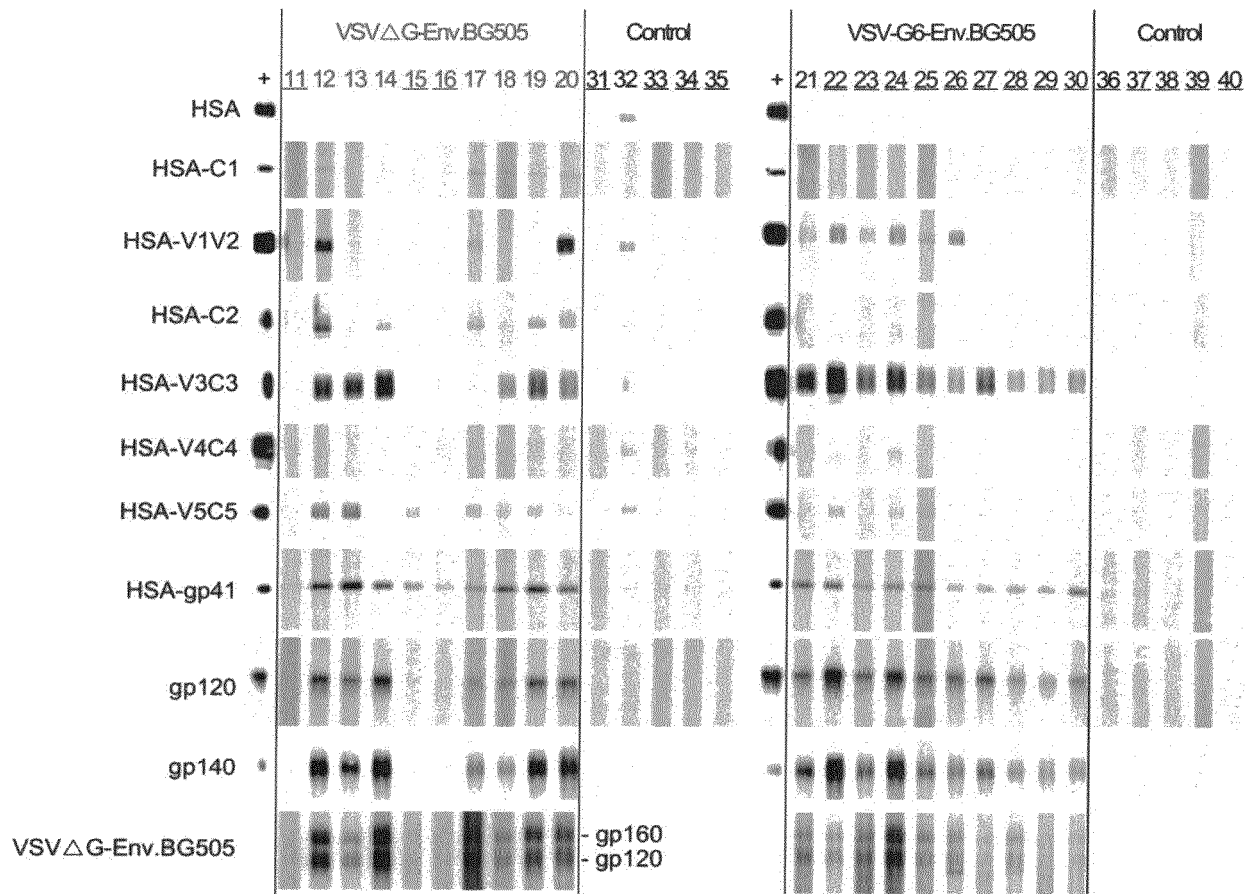 VSV△G-Env.BG505 Control VSV-G6-Env.BG505 Control
+ 11 12 13 14 15 16 17 18 19 20 31 32 33 34 35 + 21 22 23 24 25 26 27 28 29 30 36 37 38 39 40
HSA
HSA-C1
HSA-V1V2
HSA-C2
HSA-V3C3
HSA-V4C4
HSA-V5C5
HSA-gp41
gp120
gp140
- gp160
VSV△G-Env.BG505
- gp120